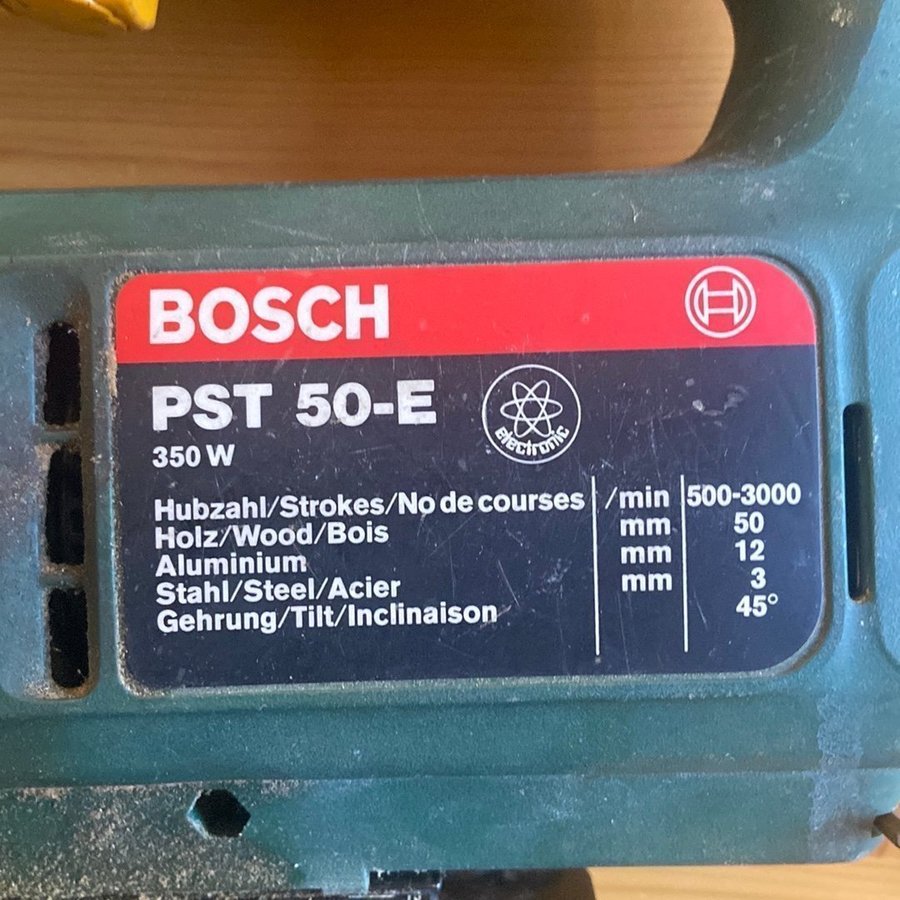 BOSCH
PST 50-E
electronic
350 W
Hubzahl/Strokes/No de courses /min 500-3000
Holz/Wood/Bois mm 50
Aluminium mm 12
Stahl/Steel/Acier mm 3
Gehrung/Tilt/Inclinaison 45°